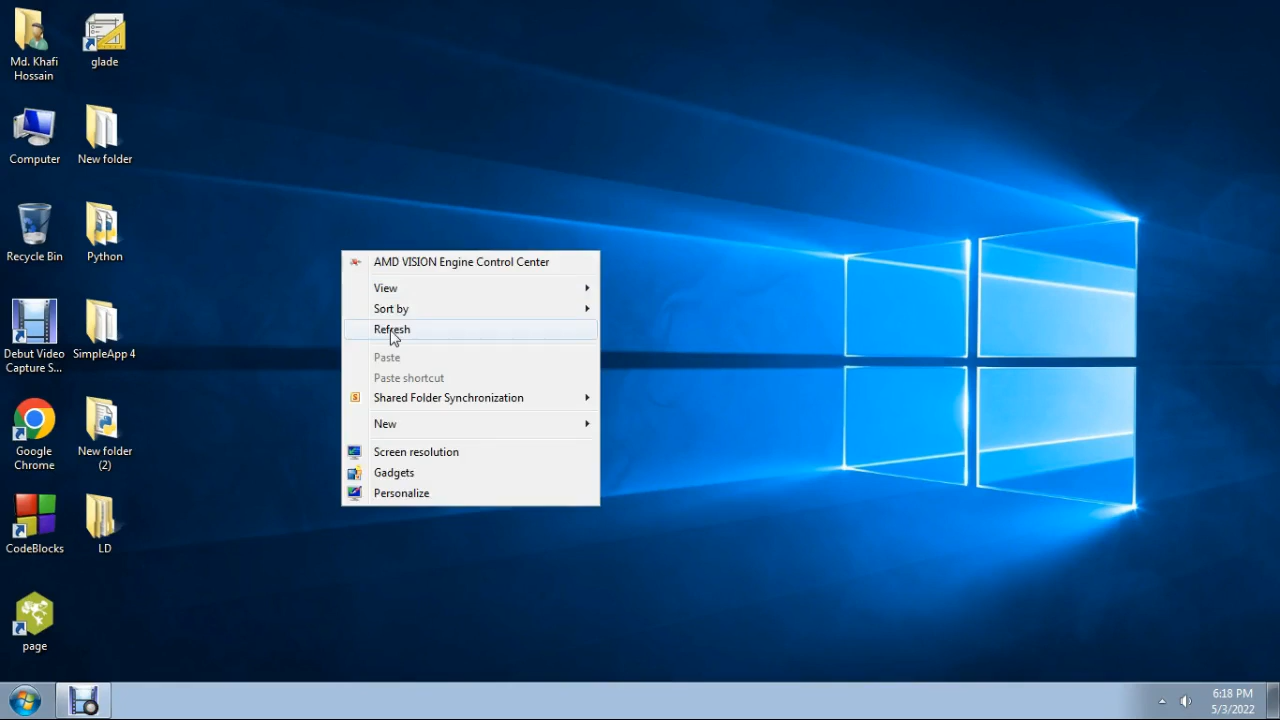 Md. Khafi
Hossain
glade
Computer
New folder
Recycle Bin
Python
Debut Video
Capture S...
SimpleApp 4
Google
Chrome
New folder
(2)
CodeBlocks
LD
page
AMD VISION Engine Control Center
View
Sort by
Refresh
Paste
Paste shortcut
Shared Folder Synchronization
New
Screen resolution
Gadgets
Personalize
6:18 PM
5/3/2022